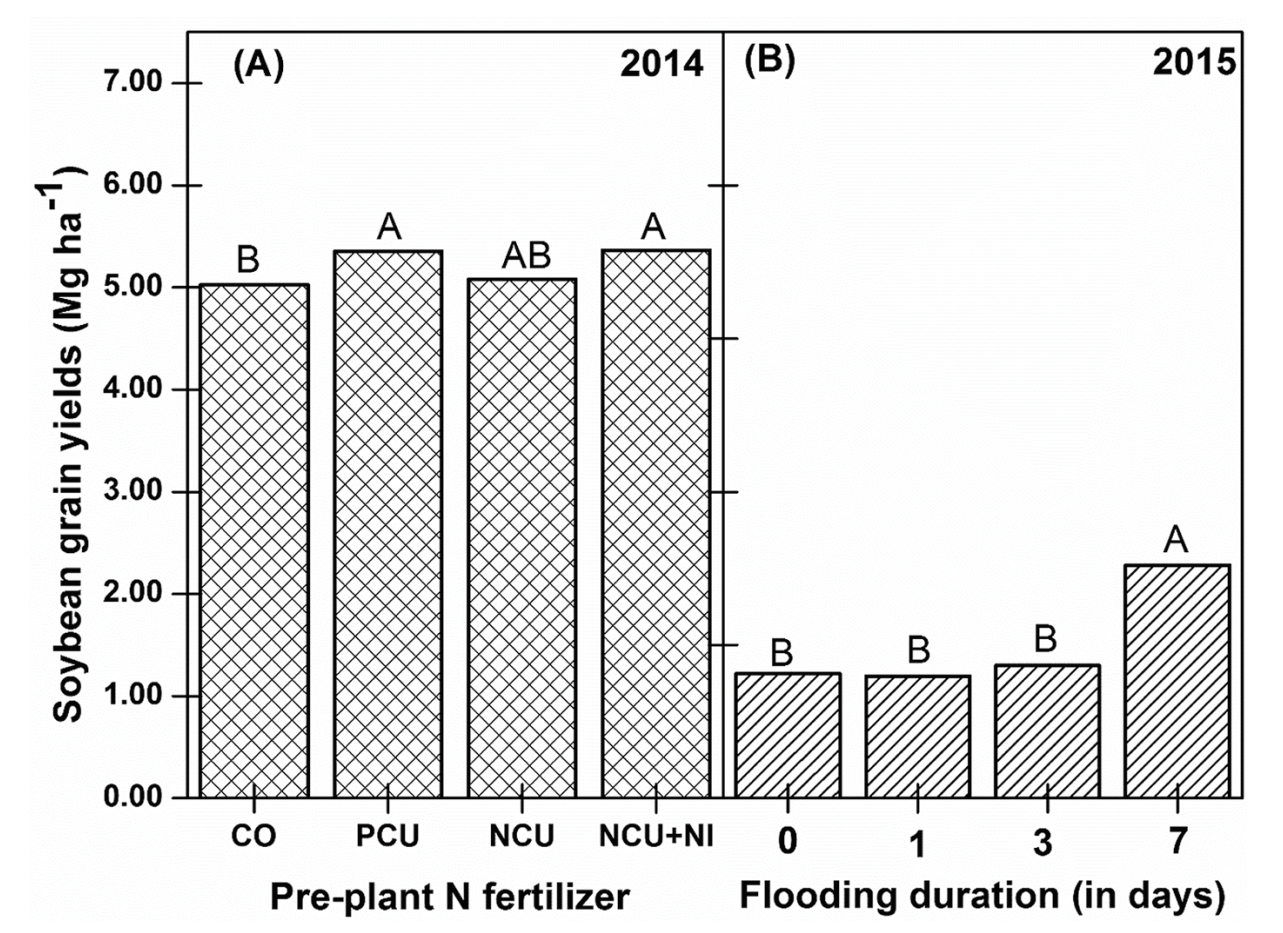 (A) 2014
(B) 2015
Soybean grain yields (Mg ha-1)
7.00
6.00
5.00
4.00
3.00
2.00
1.00
0.00
B A AB A
B B B A
CO PCU NCU NCU+NI
0 1 3 7
Pre-plant N fertilizer
Flooding duration (in days)